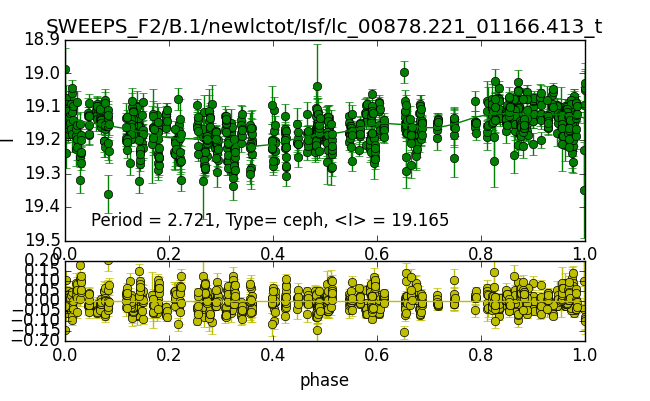 SWEEPS_F2/B.1/newlctot/Isf/lc_00878.221_01166.413_t
18.9
19.0
19.1
19.2
19.3
19.4
19.5
I
Period = 2.721, Type= ceph, <I> = 19.165
0.0 0.2 0.4 0.6 0.8 1.0
0.20
0.15
0.10
0.05
0.00
−0.05
−0.10
−0.15
−0.20
0.0 0.2 0.4 0.6 0.8 1.0
phase